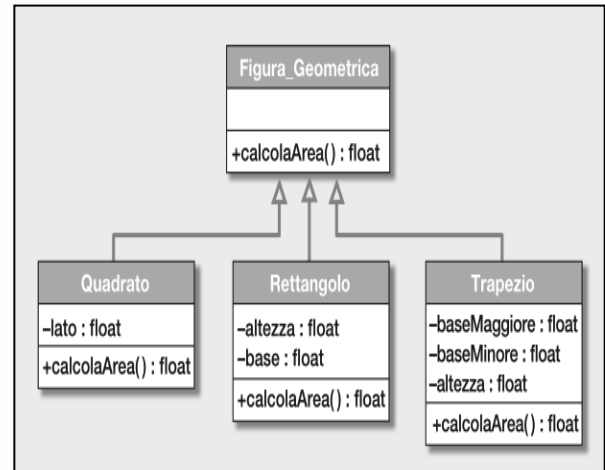 Figura_Geometrica
+calcolaArea() : float
Quadrato
–lato : float
+calcolaArea() : float
Rettangolo
–altezza : float
–base : float
+calcolaArea() : float
Trapezio
–baseMaggiore : float
–baseMinore : float
–altezza : float
+calcolaArea() : float